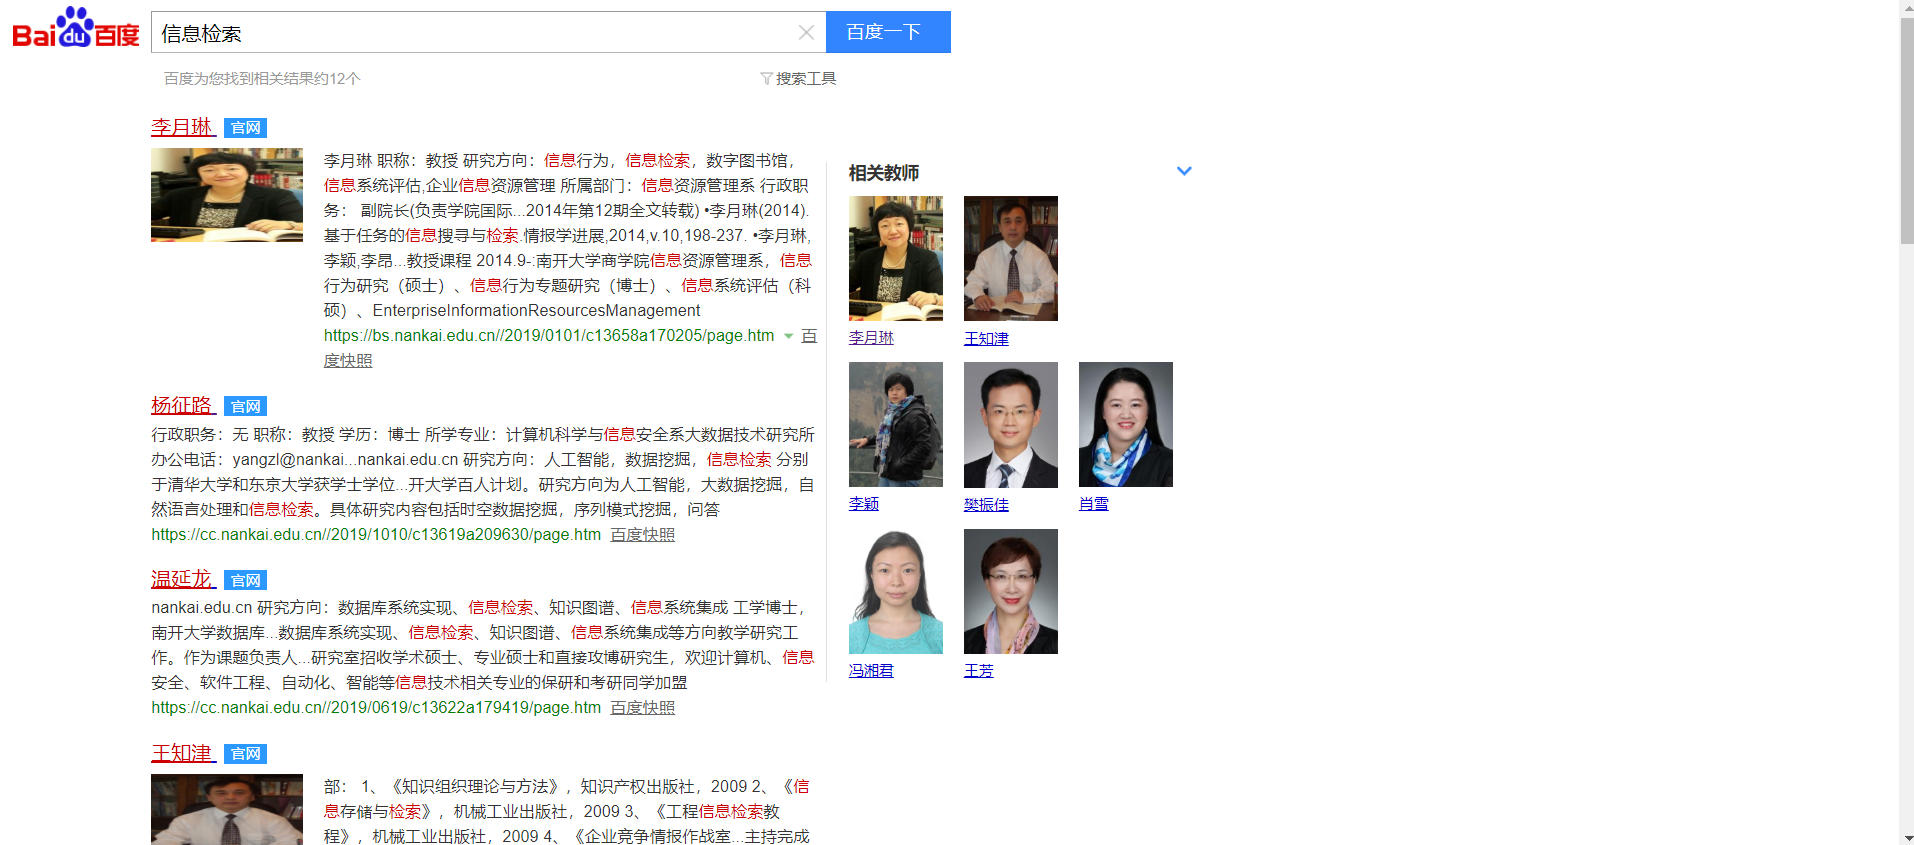 Bai du 百度
信息检索
百度一下
百度为您找到相关结果约12个
搜索工具
李月琳 官网
李月琳 职称：教授 研究方向：信息行为，信息检索，数字图书馆，
信息系统评估,企业信息资源管理 所属部门：信息资源管理系 行政职
务： 副院长(负责学院国际...2014年第12期全文转载) •李月琳(2014).
基于任务的信息搜寻与检索.情报学进展,2014,v.10,198-237. •李月琳,
李颖,李昂...教授课程 2014.9-:南开大学商学院信息资源管理系，信息
行为研究（硕士）、信息行为专题研究（博士）、信息系统评估（科
硕）、EnterpriseInformationResourcesManagement
https://bs.nankai.edu.cn//2019/0101/c13658a170205/page.htm 百
度快照
杨征路 官网
行政职务：无 职称：教授 学历：博士 所学专业：计算机科学与信息安全系大数据技术研究所
办公电话：yangzl@nankai...nankai.edu.cn 研究方向：人工智能，数据挖掘，信息检索 分别
于清华大学和东京大学获学士学位...开大学百人计划。研究方向为人工智能，大数据挖掘，自
然语言处理和信息检索。具体研究内容包括时空数据挖掘，序列模式挖掘，问答
https://cc.nankai.edu.cn//2019/1010/c13619a209630/page.htm 百度快照
温延龙 官网
nankai.edu.cn 研究方向：数据库系统实现、信息检索、知识图谱、信息系统集成 工学博士，
南开大学数据库...数据库系统实现、信息检索、知识图谱、信息系统集成等方向教学研究工
作。作为课题负责人...研究室招收学术硕士、专业硕士和直接攻博研究生，欢迎计算机、信息
安全、软件工程、自动化、智能等信息技术相关专业的保研和考研同学加盟
https://cc.nankai.edu.cn//2019/0619/c13622a179419/page.htm 百度快照
王知津 官网
部： 1、《知识组织理论与方法》，知识产权出版社，2009 2、《信
息存储与检索》，机械工业出版社，2009 3、《工程信息检索教
程》，机械工业出版社，2009 4、《企业竞争情报作战室...主持完成
相关教师
李月琳 王知津
李颖 樊振佳 肖雪
冯湘君 王芳